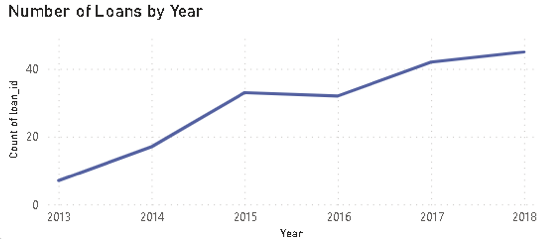 Number of Loans by Year
Count of loan_id
40
20
0
2013 2014 2015 2016 2017 2018
Year